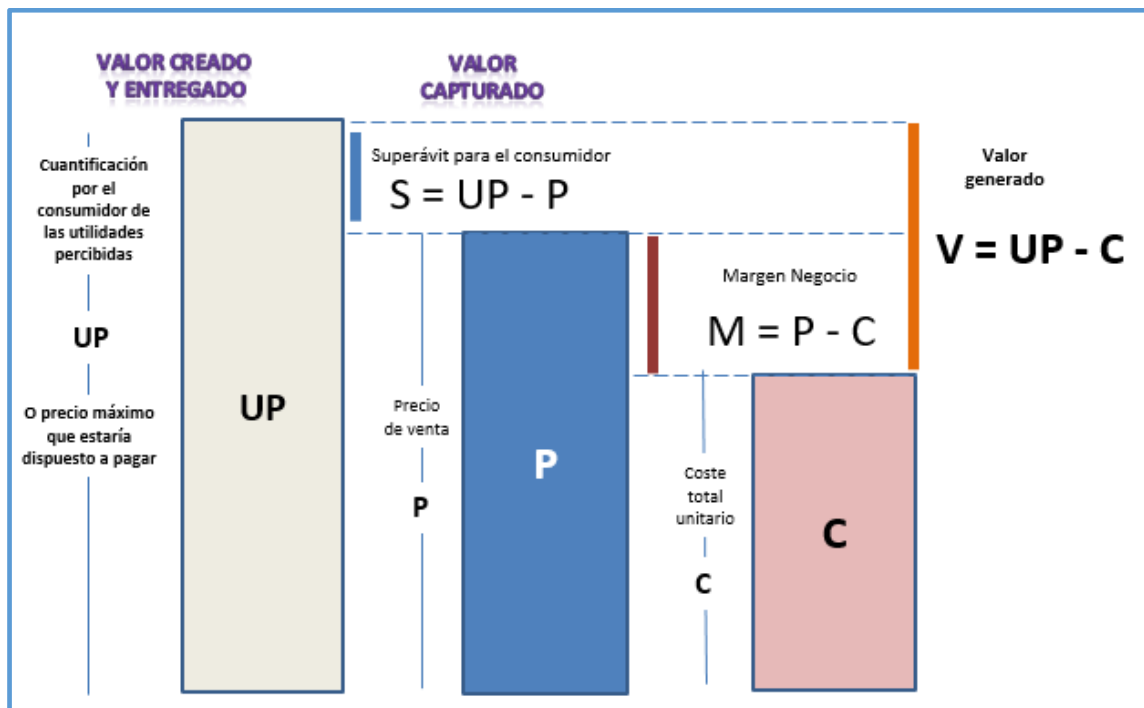 VALOR CREADO
Y ENTREGADO
VALOR
CAPTURADO
Cuantificación
por el
consumidor de
las utilidades
percibidas
UP
O precio máximo
que estaría
dispuesto a pagar
UP
Superávit para el consumidor
S = UP - P
Precio
de venta
P
P
Margen Negocio
M = P - C
Coste
total
unitario
C
C
Valor
generado
V = UP - C